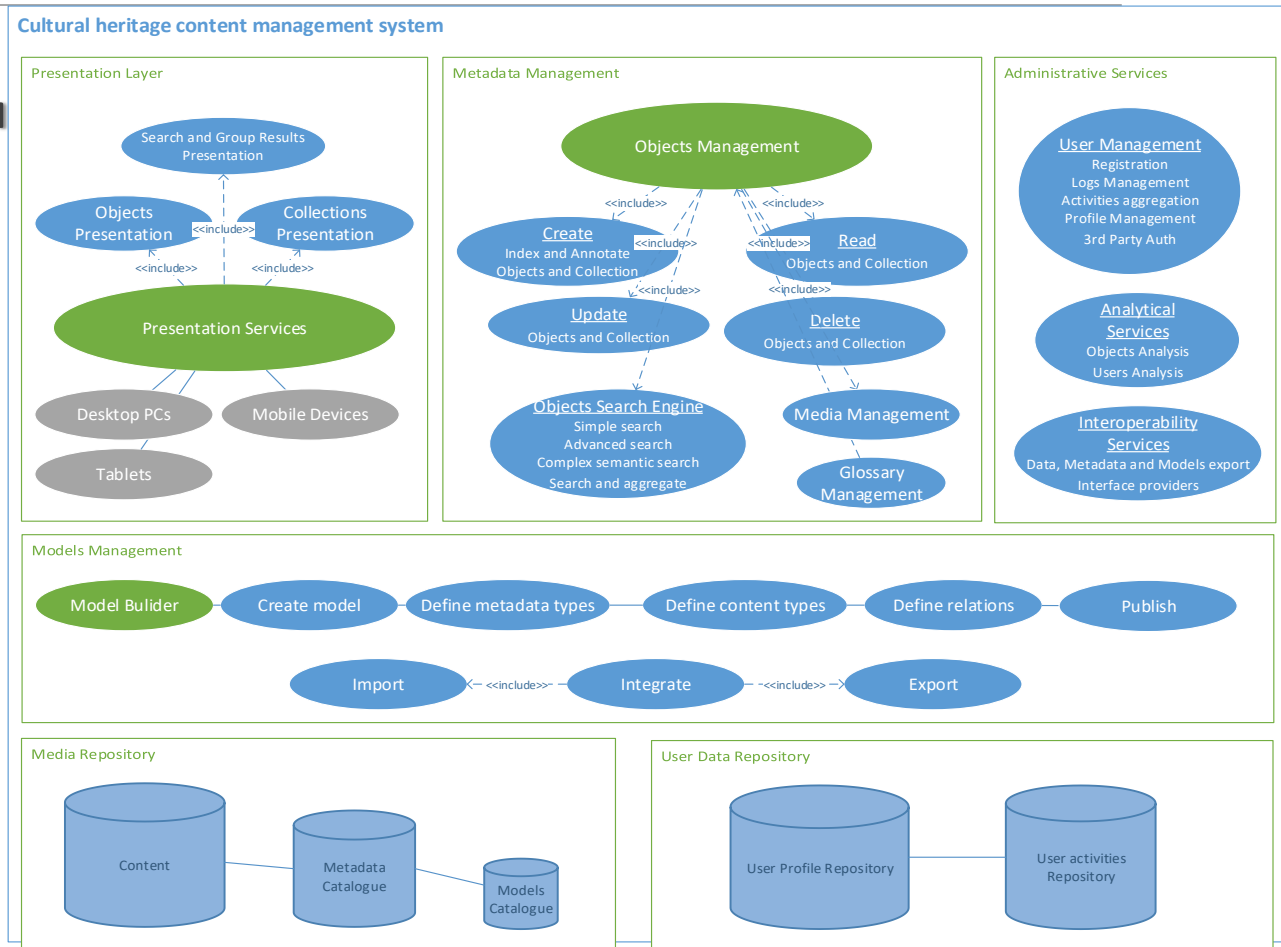 Cultural heritage content management system
Presentation Layer
Search and Group Results
Presentation
Objects
Presentation
<<include>>
Collections
Presentation
<<include>>
<<include>>
Presentation Services
Desktop PCs
Mobile Devices
Tablets
Metadata Management
Objects Management
<<include>>
<<include>>
Create
Index and Annotate
Objects and Collection
<<include>>
<<include>>
Read
Objects and Collection
<<include>>
<<include>>
Update
Objects and Collection
Delete
Objects and Collection
Objects Search Engine
Simple search
Advanced search
Complex semantic search
Search and aggregate
Media Management
Glossary
Management
Administrative Services
User Management
Registration
Logs Management
Activities aggregation
Profile Management
3rd Party Auth
Analytical
Services
Objects Analysis
Users Analysis
Interoperability
Services
Data, Metadata and Models export
Interface providers
Models Management
Model Bulider
Create model
Define metadata types
Define content types
Define relations
Publish
Import
<<include>>
Integrate
<<include>>
Export
Media Repository
Content
Metadata
Catalogue
Models
Catalogue
User Data Repository
User Profile Repository
User activities
Repository